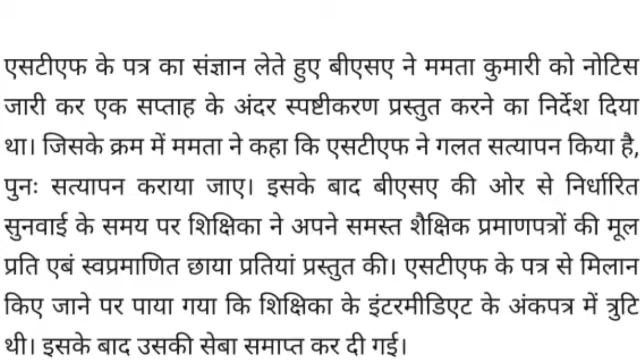 एसटीएफ के पत्र का संज्ञान लेते हुए बीएसए ने ममता कुमारी को नोटिस
जारी कर एक सप्ताह के अंदर स्पष्टीकरण प्रस्तुत करने का निर्देश दिया
था। जिसके क्रम में ममता ने कहा कि एसटीएफ ने गलत सत्यापन किया है,
पुनः सत्यापन कराया जाए। इसके बाद बीएसए की ओर से निर्धारित
सुनवाई के समय पर शिक्षिका ने अपने समस्त शैक्षिक प्रमाणपत्रों की मूल
प्रति एबं स्वप्रमाणित छाया प्रतियां प्रस्तुत की। एसटीएफ के पत्र से मिलान
किए जाने पर पाया गया कि शिक्षिका के इंटरमीडिएट के अंकपत्र में त्रुटि
थी। इसके बाद उसकी सेबा समाप्त कर दी गई।